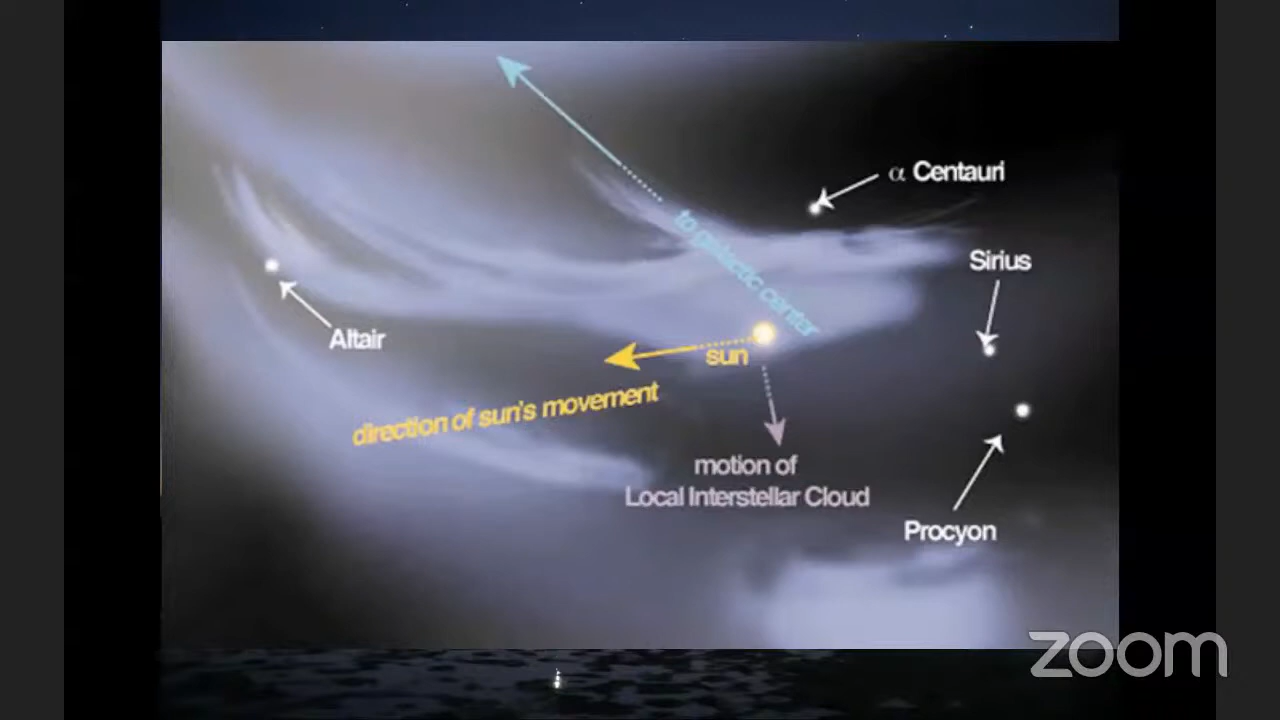 α Centauri
to galactic center
Sirius
Altair
sun
direction of sun's movement
motion of
Local Interstellar Cloud
Procyon
zoom